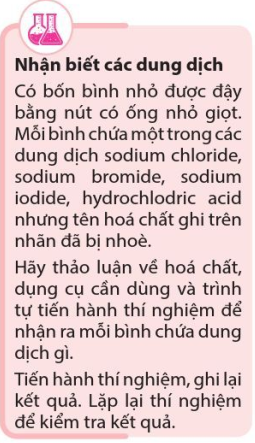 Nhận biết các dung dịch
Có bốn bình nhỏ được đậy
bằng nút có ống nhỏ giọt.
Mỗi bình chứa một trong các
dung dịch sodium chloride,
sodium bromide, sodium
iodide, hydrochlodric acid
nhưng tên hoá chất ghi trên
nhãn đã bị nhoè.
Hãy thảo luận về hoá chất,
dụng cụ cần dùng và trình
tự tiến hành thí nghiệm để
nhận ra mỗi bình chứa dung
dịch gì.
Tiến hành thí nghiệm, ghi lại
kết quả. Lặp lại thí nghiệm
để kiểm tra kết quả.